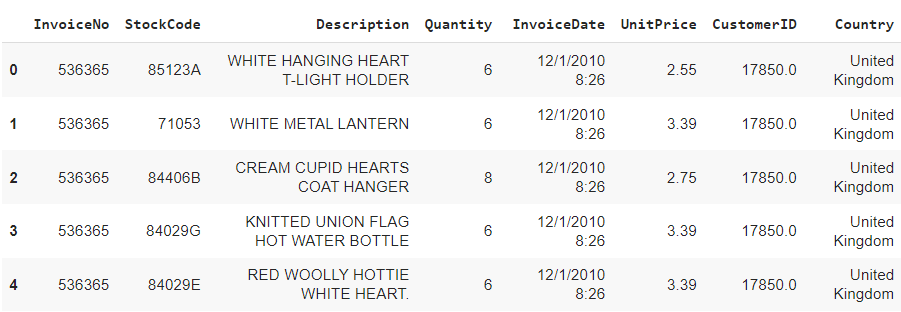 InvoiceNo StockCode Description Quantity InvoiceDate UnitPrice CustomerID Country
0 536365 85123A WHITE HANGING HEART T-LIGHT HOLDER 6 12/1/2010 8:26 2.55 17850.0 United Kingdom
1 536365 71053 WHITE METAL LANTERN 6 12/1/2010 8:26 3.39 17850.0 United Kingdom
2 536365 84406B CREAM CUPID HEARTS COAT HANGER 8 12/1/2010 8:26 2.75 17850.0 United Kingdom
3 536365 84029G KNITTED UNION FLAG HOT WATER BOTTLE 6 12/1/2010 8:26 3.39 17850.0 United Kingdom
4 536365 84029E RED WOOLLY HOTTIE WHITE HEART. 6 12/1/2010 8:26 3.39 17850.0 United Kingdom